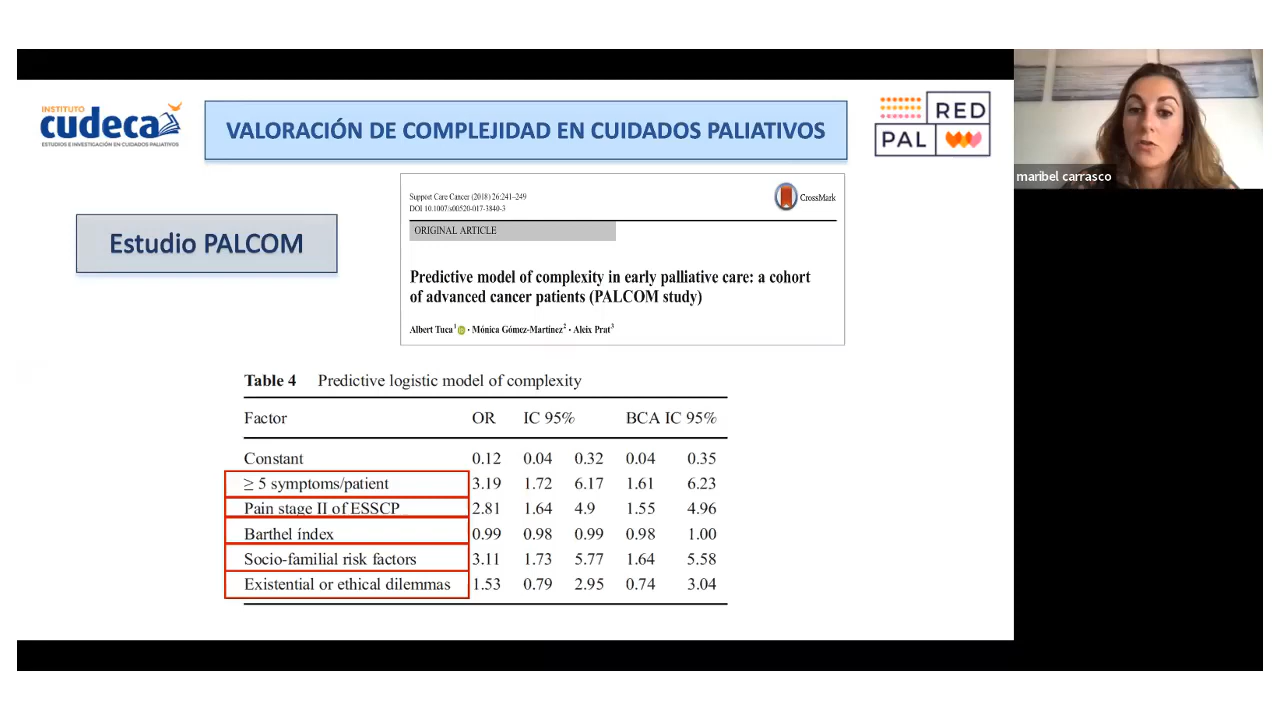 INSTITUTO
cudeca
ESTUDIOS E INVESTIGACIÓN EN CUIDADOS PALIATIVOS
VALORACIÓN DE COMPLEJIDAD EN CUIDADOS PALIATIVOS
RED
PAL
maribel carrasco
Estudio PALCOM
Support Care Cancer (2018) 26:241–249
DOI 10.1007/s00520-017-3840-3
CrossMark
ORIGINAL ARTICLE
Predictive model of complexity in early palliative care: a cohort
of advanced cancer patients (PALCOM study)
Albert Tuca1 · Mónica Gómez-Martínez2 · Aleix Prat3
Table 4 Predictive logistic model of complexity
Factor OR IC 95% BCA IC 95%
Constant 0.12 0.04 0.32 0.04 0.35
≥ 5 symptoms/patient 3.19 1.72 6.17 1.61 6.23
Pain stage II of ESSCP 2.81 1.64 4.9 1.55 4.96
Barthel índex 0.99 0.98 0.99 0.98 1.00
Socio-familial risk factors 3.11 1.73 5.77 1.64 5.58
Existential or ethical dilemmas 1.53 0.79 2.95 0.74 3.04